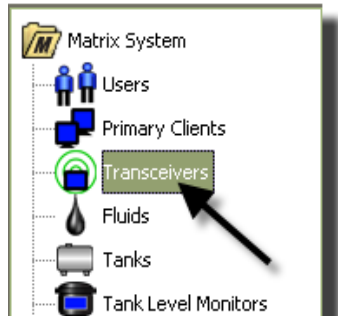 Matrix System
Users
Primary Clients
Transceivers
Fluids
Tanks
Tank Level Monitors